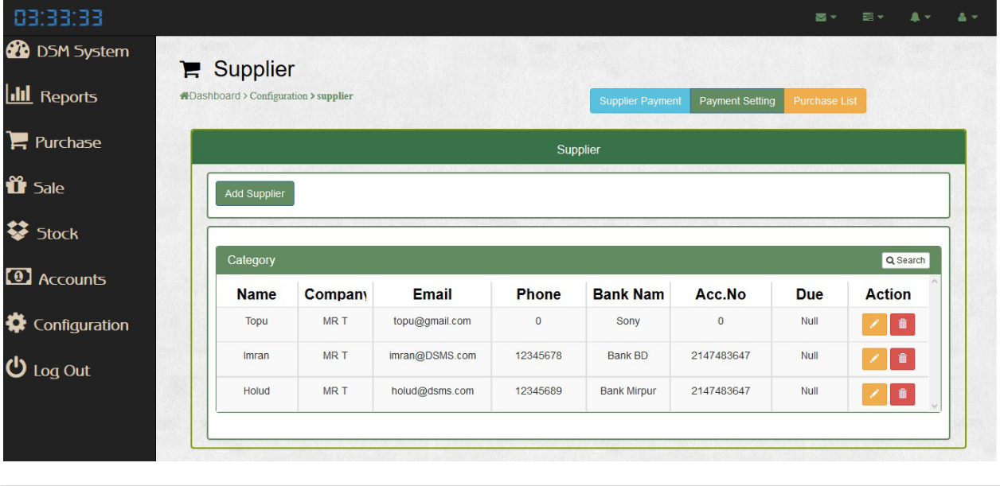 03:33:33
DSM System
Reports
Purchase
Sale
Stock
Accounts
Configuration
Log Out
Supplier
Dashboard > Configuration > supplier
Supplier Payment Payment Setting Purchase List
Supplier
Add Supplier
Category Search
Name Company Email Phone Bank Nam Acc.No Due Action
Topu MR T topu@gmail.com 0 Sony 0 Null
Imran MR T imran@DSMS.com 12345678 Bank BD 2147483647 Null
Holud MR T holud@dsms.com 12345689 Bank Mirpur 2147483647 Null